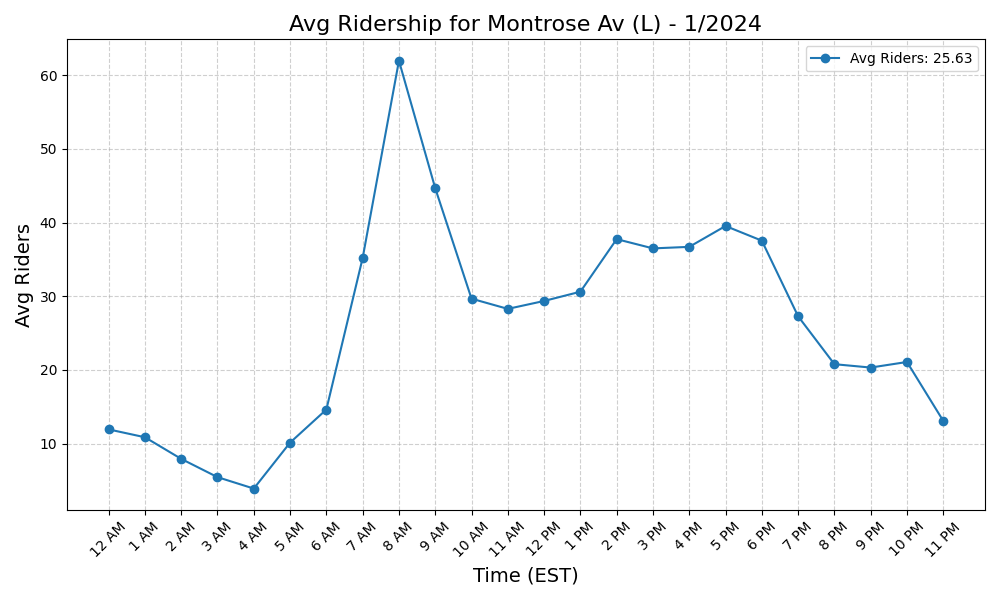 Avg Ridership for Montrose Av (L) - 1/2024
Avg Riders: 25.63
Avg Riders
60
50
40
30
20
10
12 AM
1 AM
2 AM
3 AM
4 AM
5 AM
6 AM
7 AM
8 AM
9 AM
10 AM
11 AM
12 PM
1 PM
2 PM
3 PM
4 PM
5 PM
6 PM
7 PM
8 PM
9 PM
10 PM
11 PM
Time (EST)